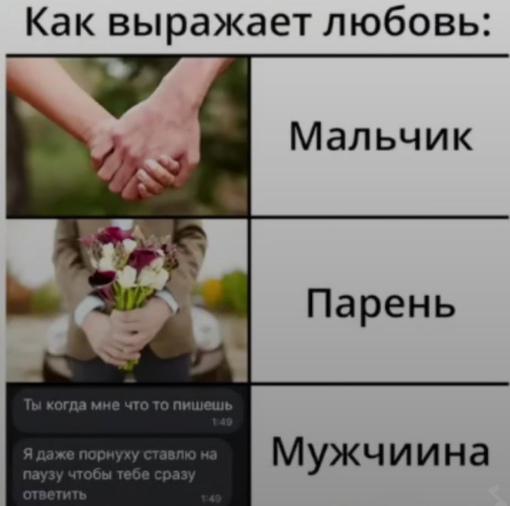 Как выражает любовь:
Мальчик
Парень
Ты когда мне что то пишешь
1:49
Я даже порнуху ставлю на
паузу чтобы тебе сразу
ответить
1:49
Мужчиина